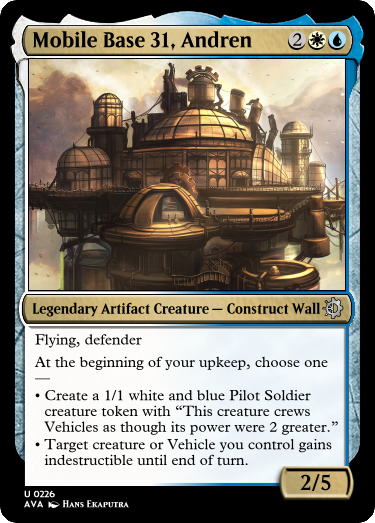 Mobile Base 31, Andren 2
Legendary Artifact Creature — Construct Wall
Flying, defender
At the beginning of your upkeep, choose one
—
• Create a 1/1 white and blue Pilot Soldier
creature token with “This creature crews
Vehicles as though its power were 2 greater.”
• Target creature or Vehicle you control gains
indestructible until end of turn.
2/5
U 0226
AVA Hans Ekaputra